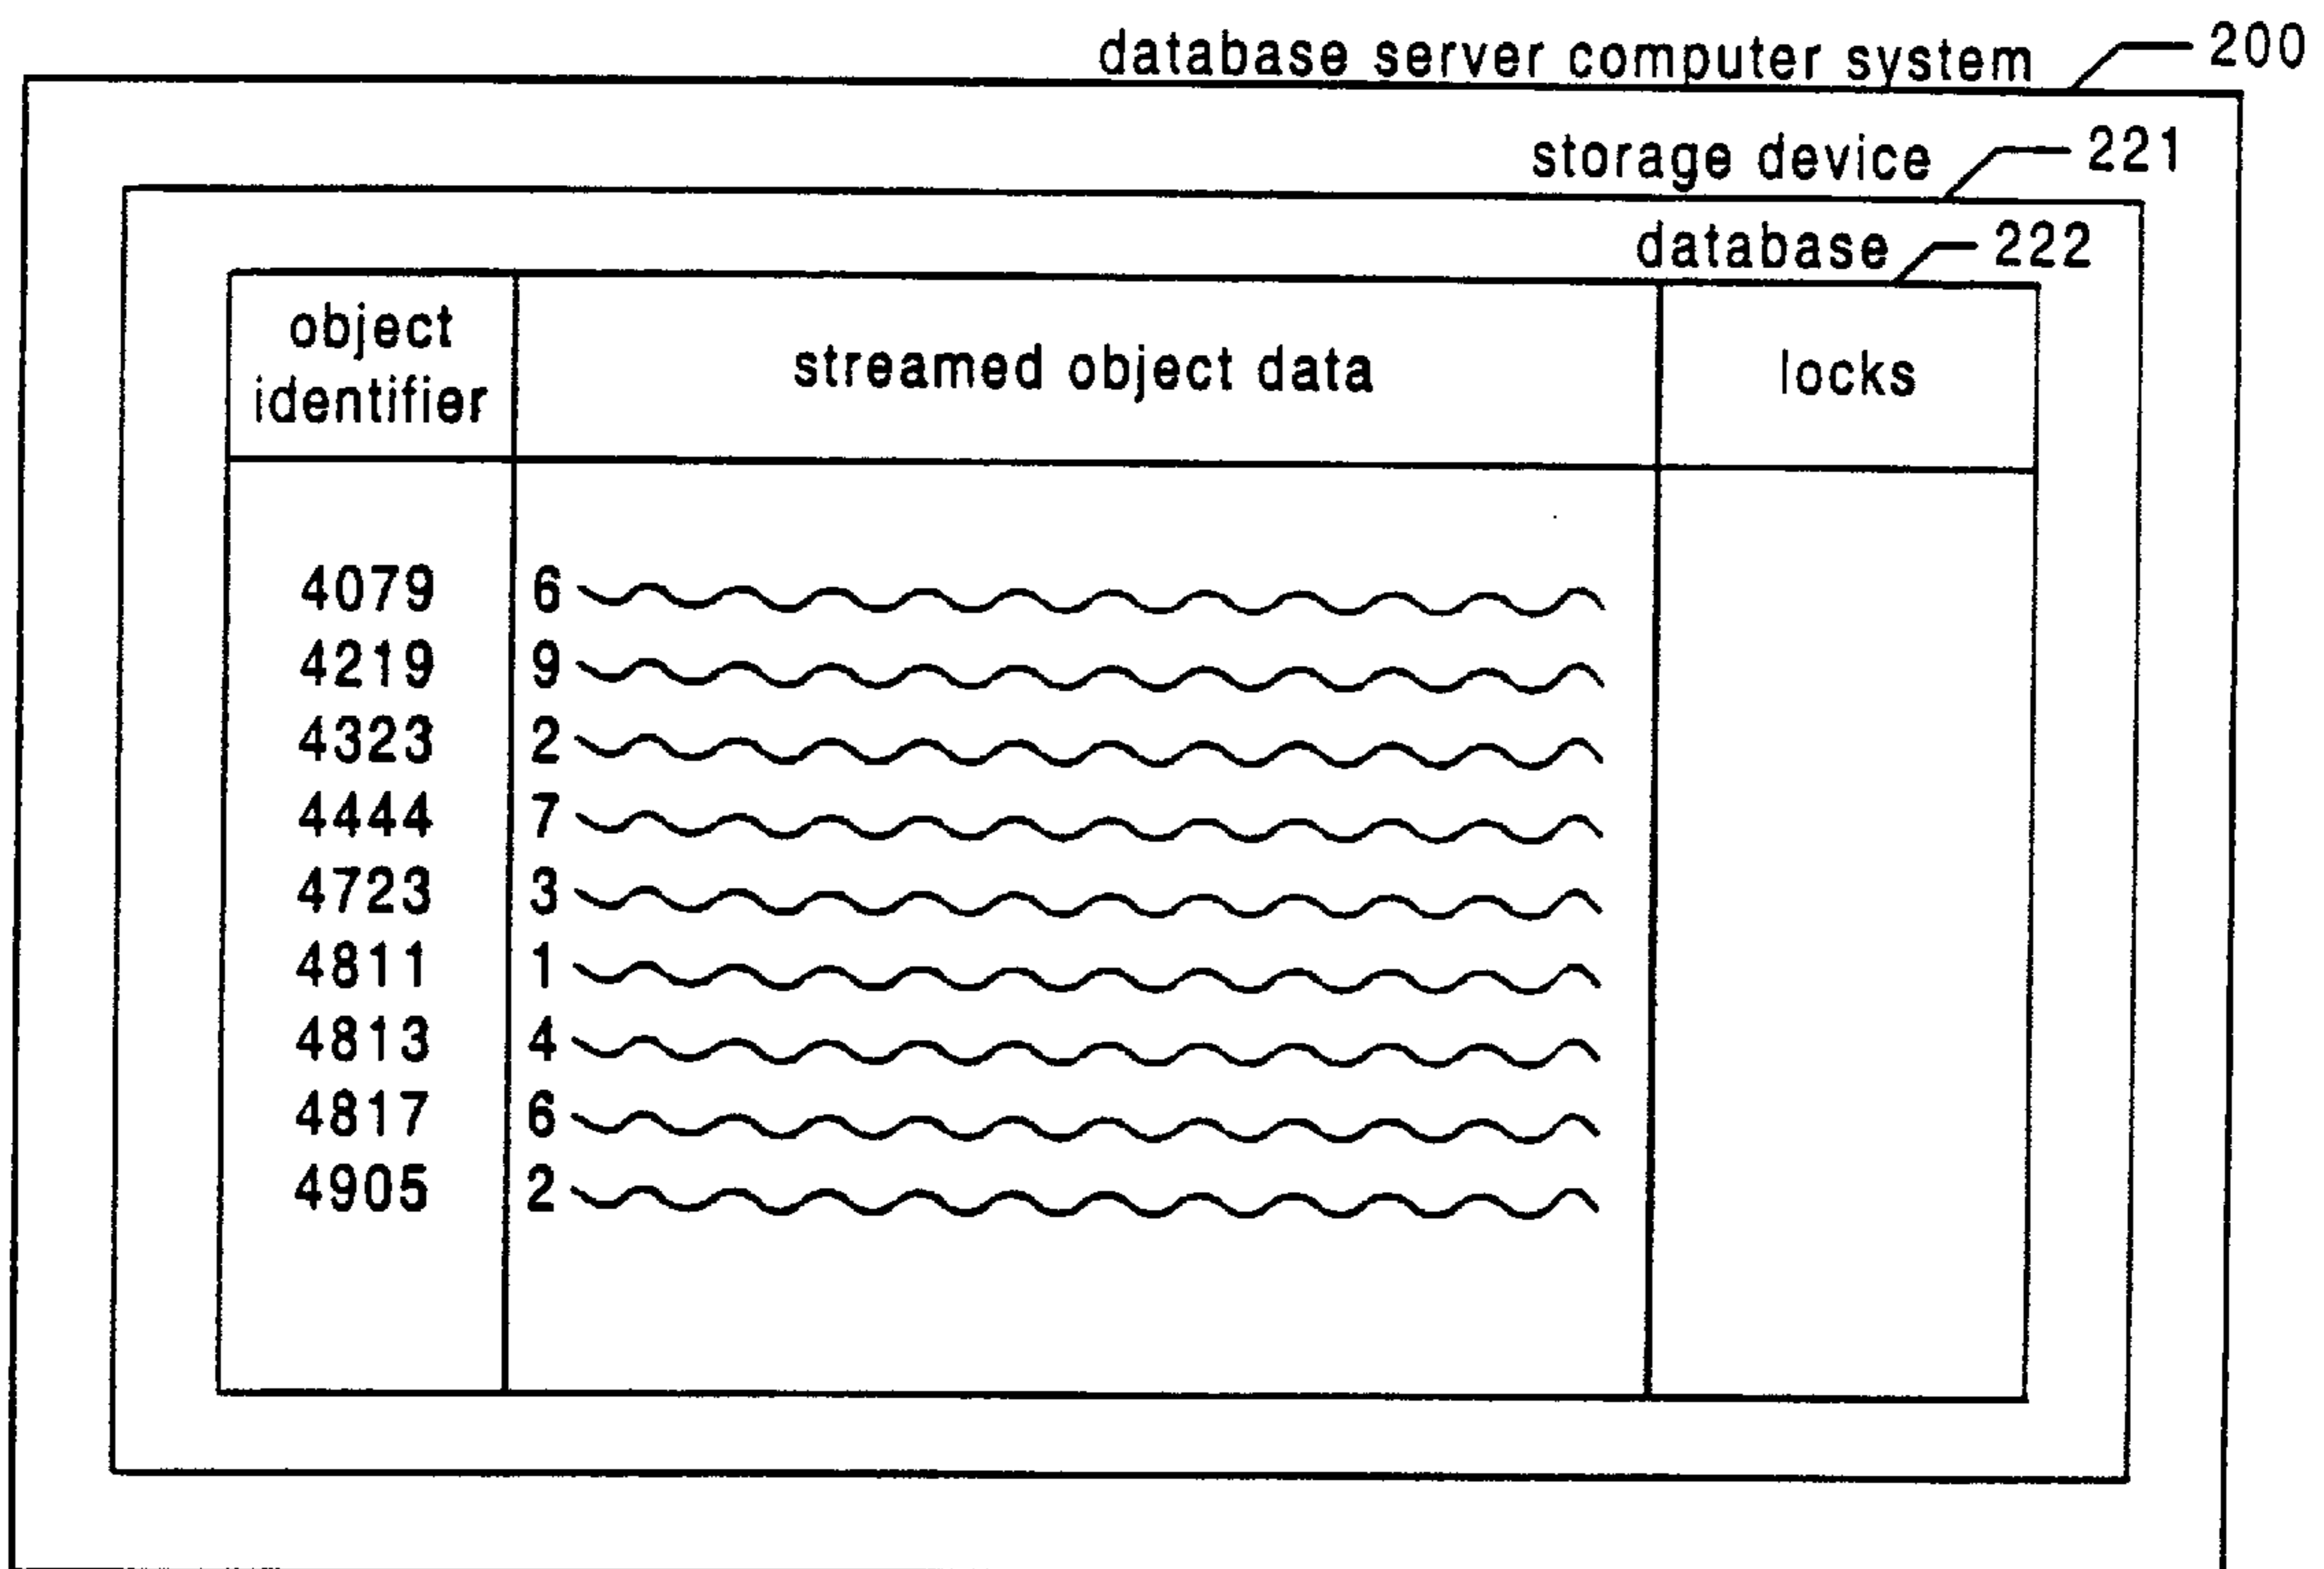 database server computer system 200
storage device 221
database 222
object identifier
streamed object data
locks
4079 6
4219 9
4323 2
4444 7
4723 3
4811 1
4813 4
4817 6
4905 2